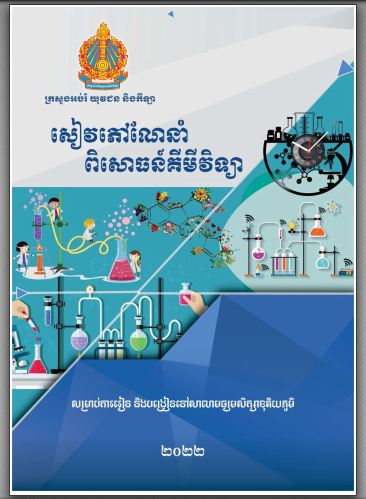 ក្រសួងអប់រំ យុវជន និងកីឡា
សៀវភៅណែនាំ
ពិសោធន៍គីមីវិទ្យា
សម្រាប់ការរៀន និងបង្រៀននៅសាលាមធ្យមសិក្សាទុតិយភូមិ
២០២២